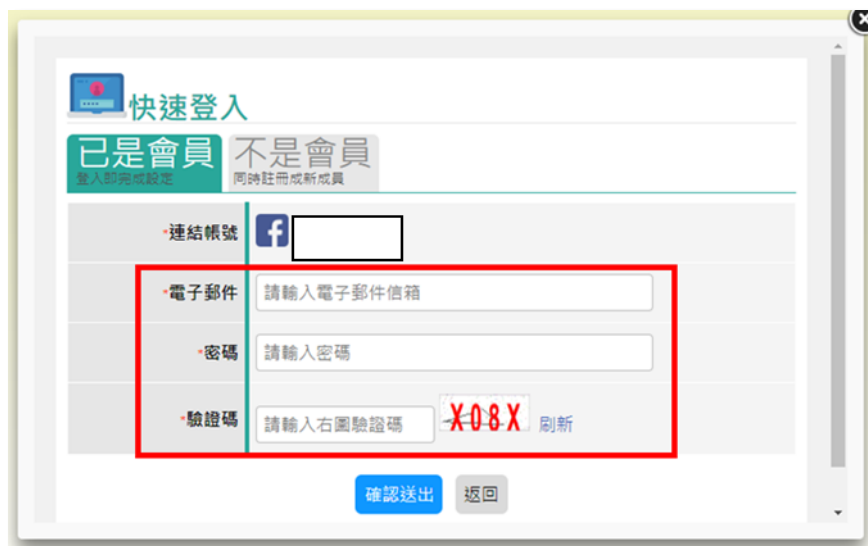 快速登入
已是會員 不是會員
登入即完成設定 同時註冊成新成員
*連結帳號
*電子郵件 請輸入電子郵件信箱
*密碼 請輸入密碼
*驗證碼 請輸入右圖驗證碼 X08X 刷新
確認送出 返回